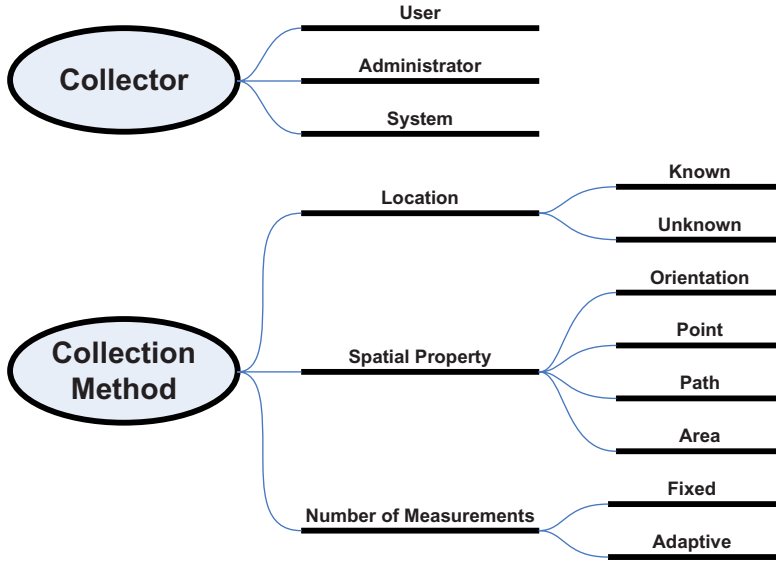 Collector
User
Administrator
System
Collection
Method
Location
Known
Unknown
Spatial Property
Orientation
Point
Path
Area
Number of Measurements
Fixed
Adaptive